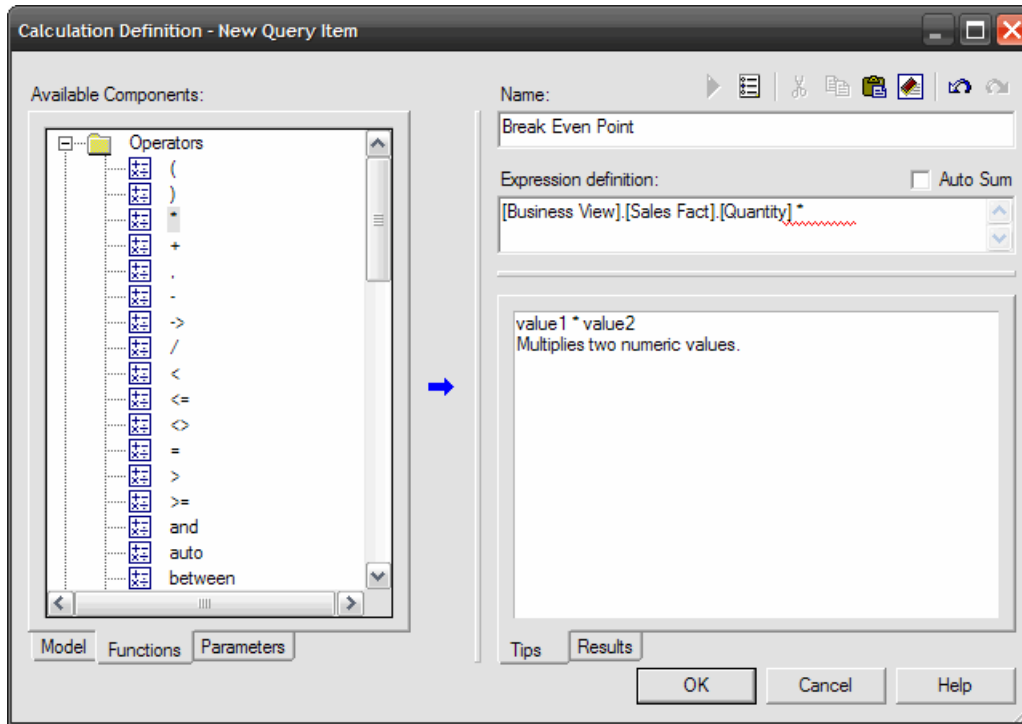 Calculation Definition - New Query Item
Available Components:
Operators
(
)
*
+
.
-
->
/
<
<=
<>
=
>
>=
and
auto
between
Model
Functions
Parameters
Name:
Break Even Point
Expression definition:
Auto Sum
[Business View].[Sales Fact].[Quantity] *
value1 * value2
Multiplies two numeric values.
Tips
Results
OK
Cancel
Help